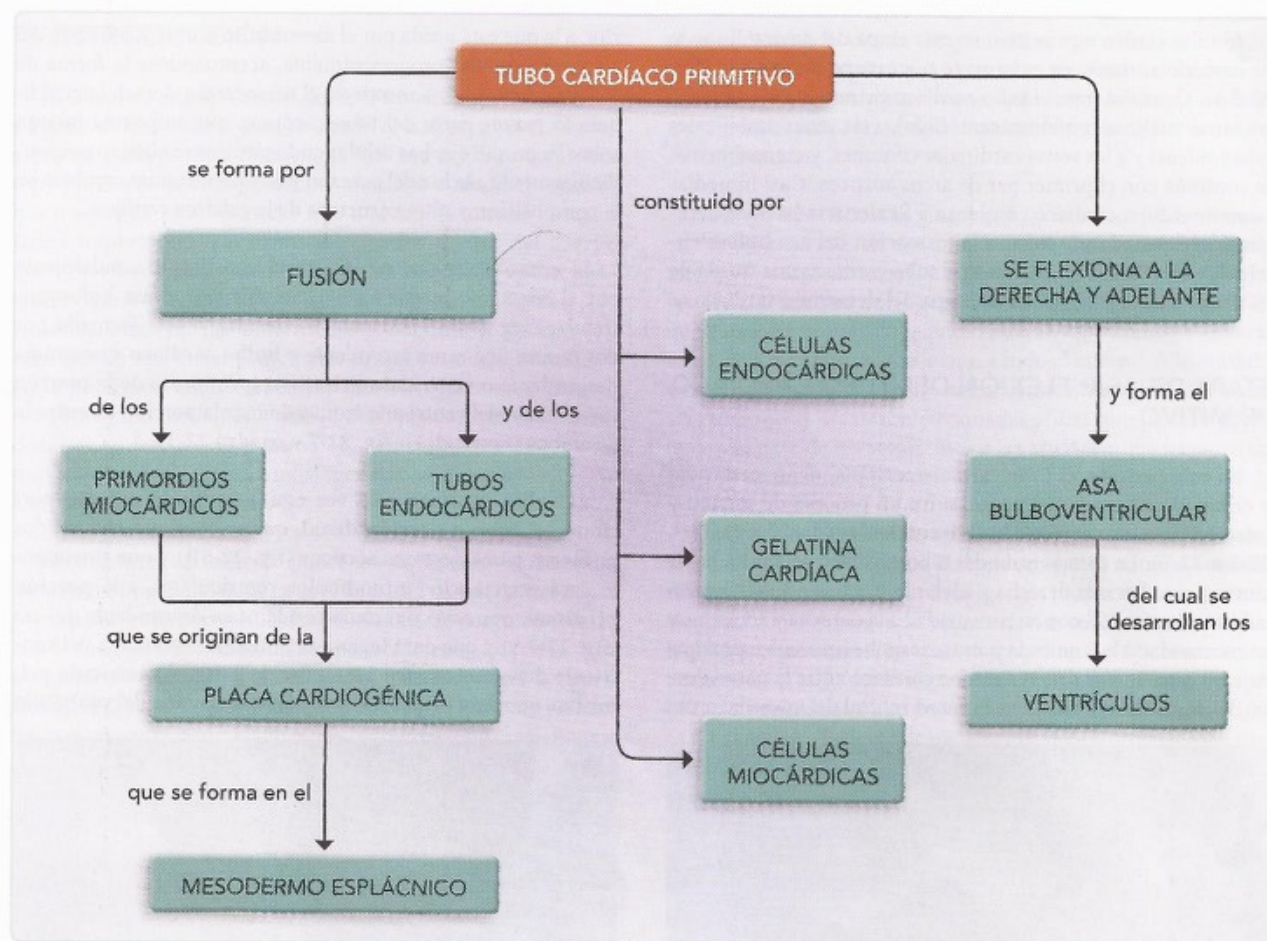 TUBO CARDÍACO PRIMITIVO
se forma por
FUSIÓN
de los
y de los
PRIMORDIOS
MIOCÁRDICOS
TUBOS
ENDOCÁRDICOS
que se originan de la
PLACA CARDIOGÉNICA
que se forma en el
MESODERMO ESPLÁCNICO
constituido por
CÉLULAS
ENDOCÁRDICAS
GELATINA
CARDÍACA
CÉLULAS
MIOCÁRDICAS
SE FLEXIONA A LA
DERECHA Y ADELANTE
y forma el
ASA
BULBOVENTRICULAR
del cual se
desarrollan los
VENTRÍCULOS